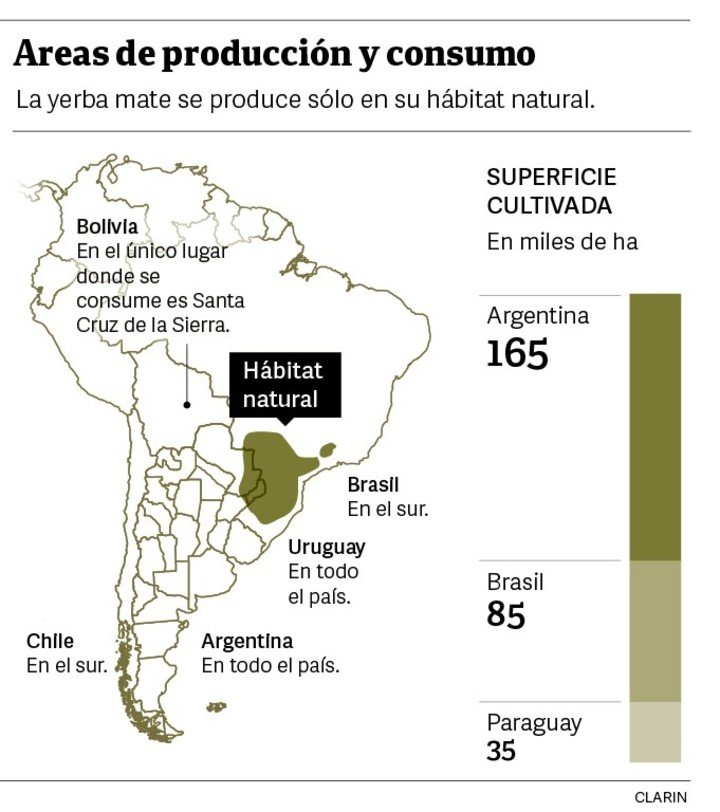 Areas de producción y consumo
La yerba mate se produce sólo en su hábitat natural.
Bolivia
En el único lugar
donde se
consume es Santa
Cruz de la Sierra.
Hábitat
natural
Brasil
En el sur.
Uruguay
En todo
el país.
Chile
En el sur.
Argentina
En todo el país.
SUPERFICIE
CULTIVADA
En miles de ha
Argentina
165
Brasil
85
Paraguay
35
CLARIN